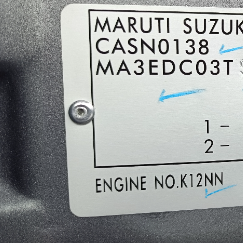 MARUTI SUZUK
CASN0138
MA3EDC03T
1 -
2 -
ENGINE NO.K12NN